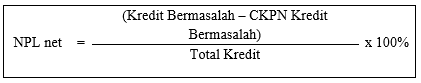 (Kredit Bermasalah – CKPN Kredit
Bermasalah)
NPL net = x 100%
Total Kredit